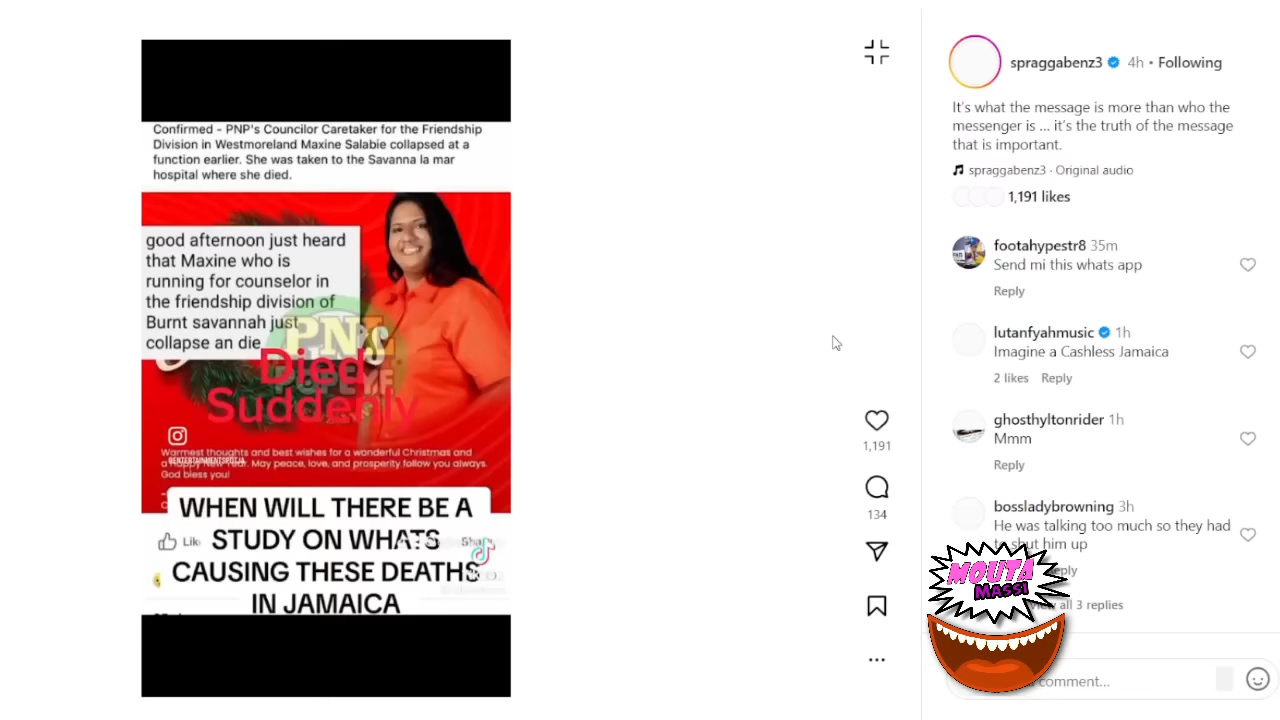 Confirmed - PNP's Councilor Caretaker for the Friendship
Division in Westmoreland Maxine Salabie collapsed at a
function earlier. She was taken to the Savanna la mar
hospital where she died.
good afternoon just heard
that Maxine who is
running for counselor in
the friendship division of
Burnt savannah just
collapse an die
Died
Suddenly
Warmest thoughts and best wishes for a wonderful Christmas and
a Happy New Year. May peace, love, and prosperity follow you always.
God bless you!
WHEN WILL THERE BE A
STUDY ON WHATS
CAUSING THESE DEATHS
IN JAMAICA
1,191
134
spraggabenz3 4h • Following
It's what the message is more than who the
messenger is ... it's the truth of the message
that is important.
spraggabenz3 · Original audio
1,191 likes
footahypestr8 35m
Send mi this whats app
Reply
lutanfyahmusic 1h
Imagine a Cashless Jamaica
2 likes Reply
ghosthyltonrider 1h
Mmm
Reply
bossladybrowning 3h
He was talking too much so they had
to shut him up
all 3 replies
MOUTA
MASSI
comment...